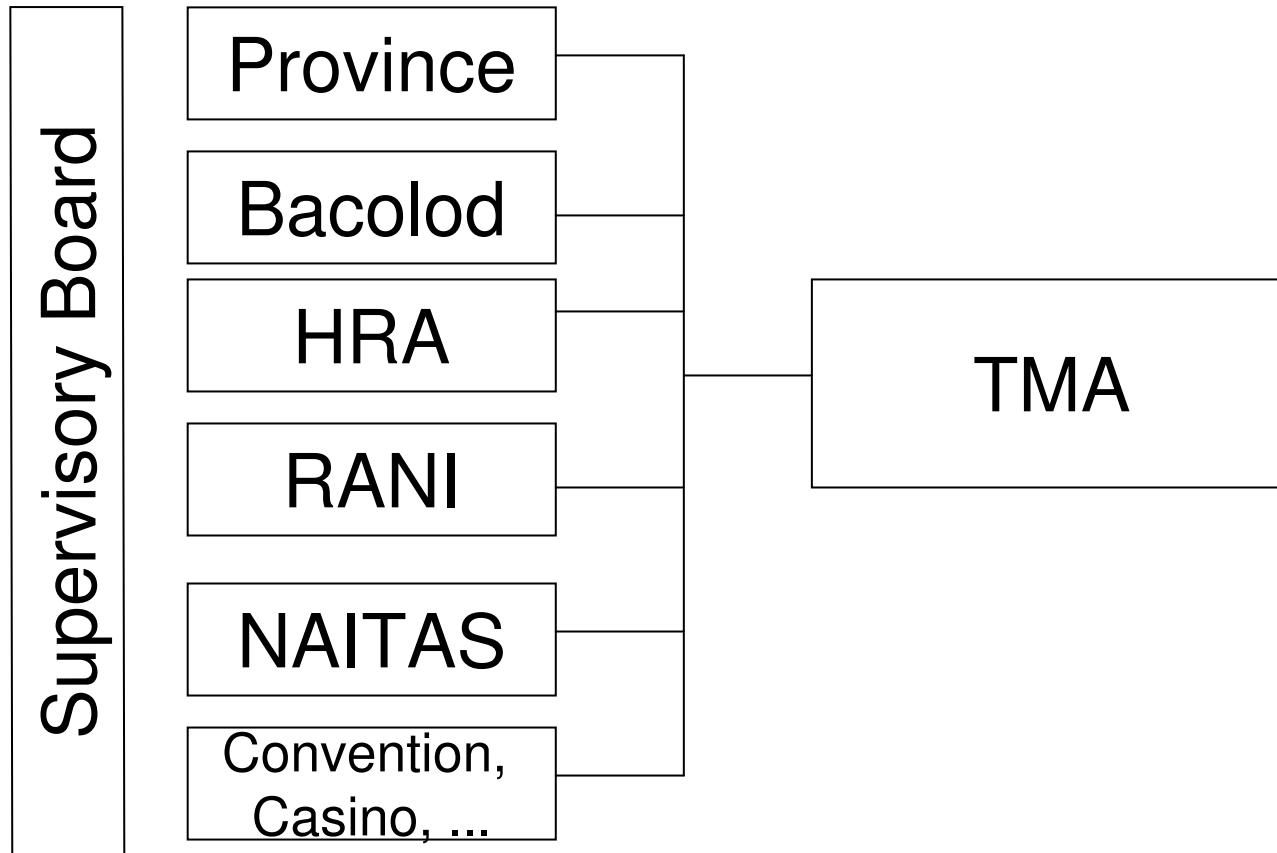 Supervisory Board
Province
Bacolod
HRA
RANI
NAITAS
Convention,
Casino, ...
TMA